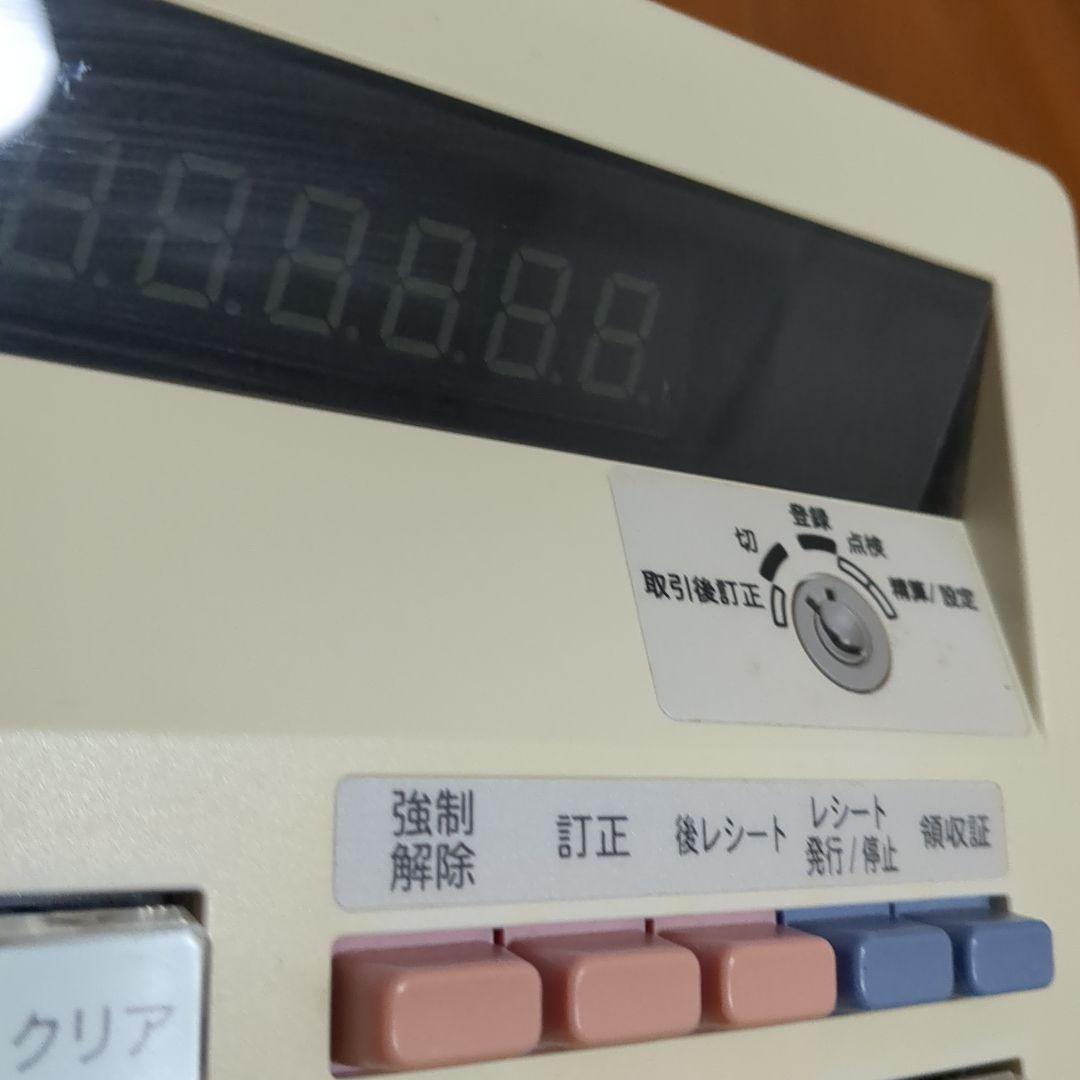 登録
切
点検
取引後訂正
精算/設定
強制
解除
訂正
後レシート
レシート
発行/停止
領収証
クリア